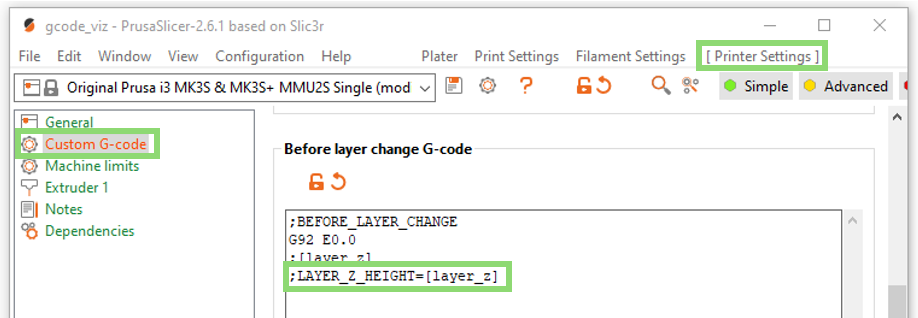 gcode_viz - PrusaSlicer-2.6.1 based on Slic3r
File Edit Window View Configuration Help Plater Print Settings Filament Settings [ Printer Settings ]
Original Prusa i3 MK3S & MK3S+ MMU2S Single (mod ? Simple Advanced
General
Custom G-code
Machine limits
Extruder 1
Notes
Dependencies
Before layer change G-code
;BEFORE_LAYER_CHANGE
G92 E0.0
;[layer_z]
;LAYER_Z_HEIGHT=[layer_z]